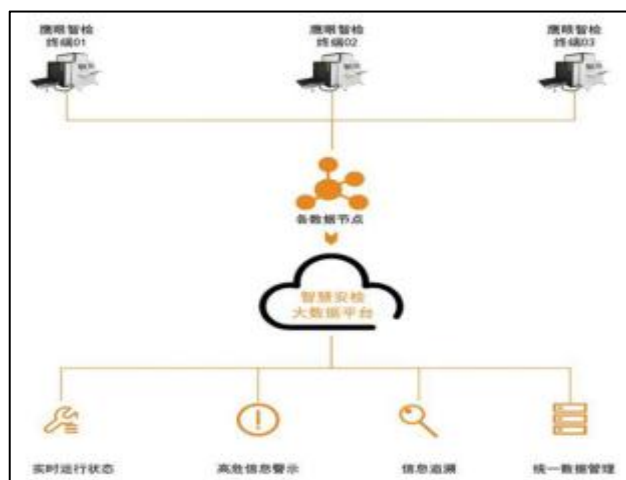 鹰眼智检
终端01
鹰眼智检
终端02
鹰眼智检
终端03
各数据节点
智慧安检
大数据平台
实时运行状态
高危信息警示
信息追溯
统一数据管理